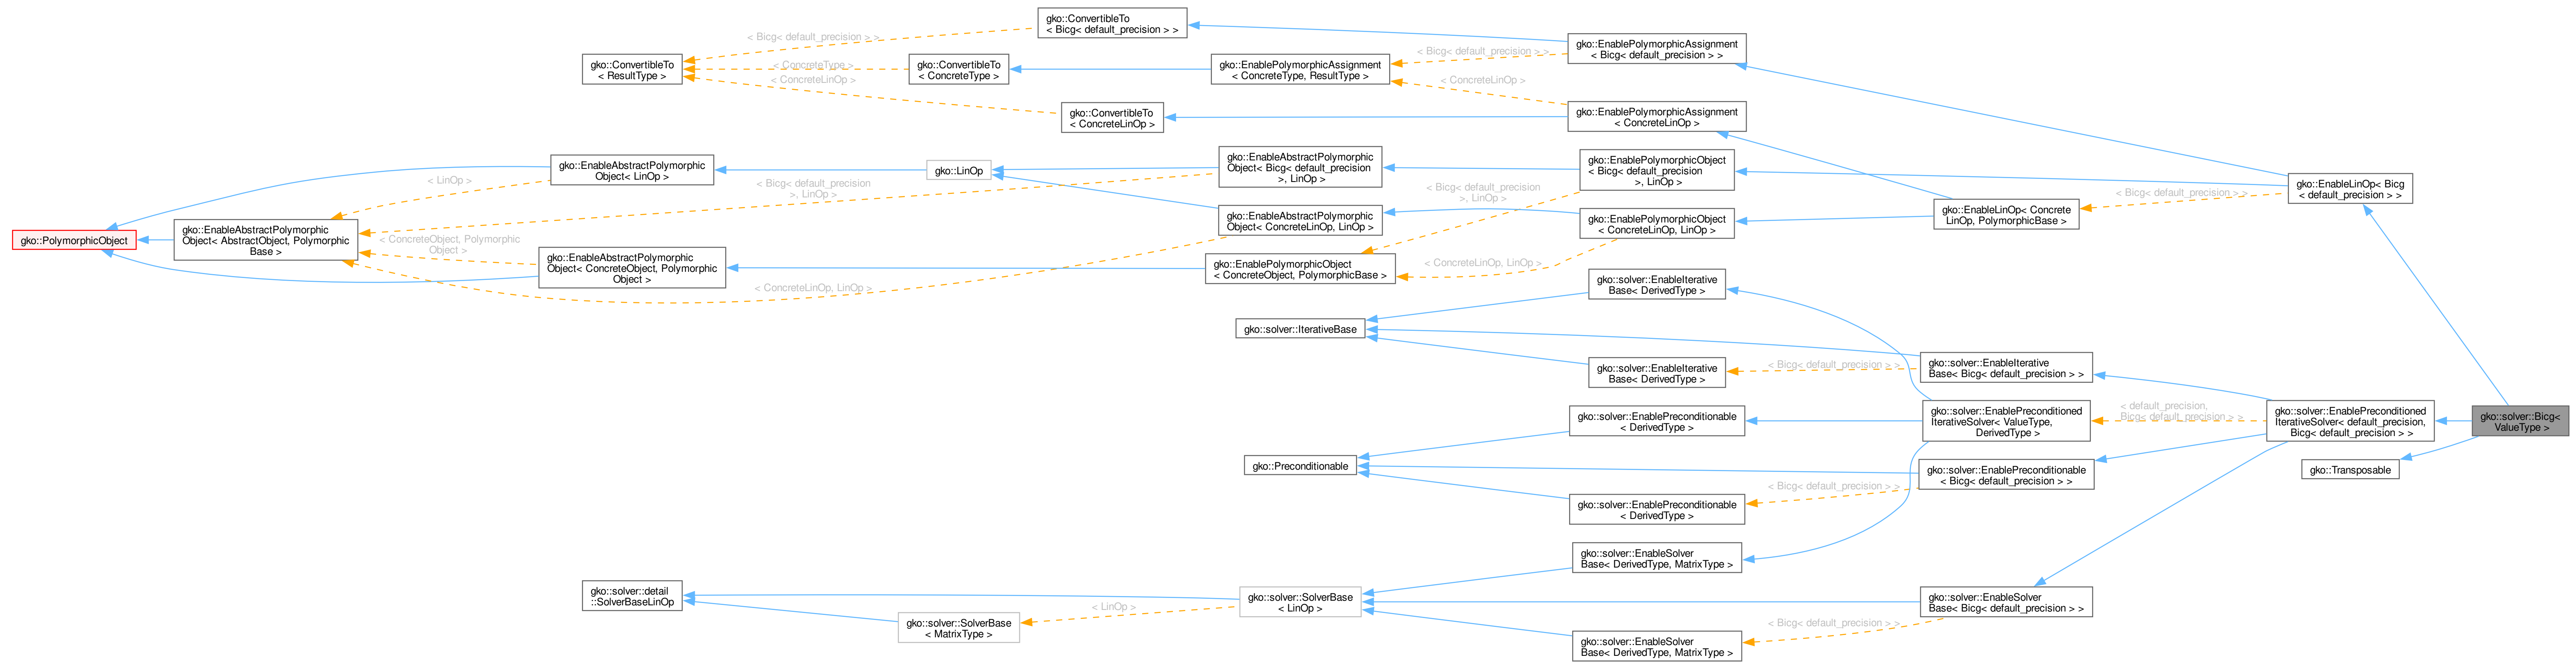 gko::ConvertibleTo
< Bicg< default_precision > >
< Bicg< default_precision > >
gko::EnablePolymorphicAssignment
< Bicg< default_precision > >
gko::ConvertibleTo
< ResultType >
< ConcreteType >
gko::ConvertibleTo
< ConcreteType >
gko::EnablePolymorphicAssignment
< ConcreteType, ResultType >
< Bicg< default_precision > >
< ConcreteLinOp >
< ConcreteLinOp >
gko::ConvertibleTo
< ConcreteLinOp >
gko::EnablePolymorphicAssignment
< ConcreteLinOp >
gko::EnableAbstractPolymorphic
Object< LinOp >
gko::LinOp
gko::EnableAbstractPolymorphic
Object< Bicg< default_precision
>, LinOp >
gko::EnablePolymorphicObject
< Bicg< default_precision
>, LinOp >
< LinOp >
< Bicg< default_precision
>, LinOp >
< Bicg< default_precision
>, LinOp >
gko::EnableLinOp< Bicg
< default_precision > >
< Bicg< default_precision > >
gko::EnableLinOp< Concrete
LinOp, PolymorphicBase >
gko::EnableAbstractPolymorphic
Object< ConcreteLinOp, LinOp >
gko::EnablePolymorphicObject
< ConcreteLinOp, LinOp >
gko::PolymorphicObject
gko::EnableAbstractPolymorphic
Object< AbstractObject, Polymorphic
Base >
< ConcreteObject, Polymorphic
Object >
gko::EnableAbstractPolymorphic
Object< ConcreteObject, Polymorphic
Object >
gko::EnablePolymorphicObject
< ConcreteObject, PolymorphicBase >
< ConcreteLinOp, LinOp >
< ConcreteLinOp, LinOp >
gko::solver::EnableIterative
Base< DerivedType >
gko::solver::IterativeBase
gko::solver::EnableIterative
Base< DerivedType >
< Bicg< default_precision > >
gko::solver::EnableIterative
Base< Bicg< default_precision > >
gko::solver::EnablePreconditionable
< DerivedType >
gko::solver::EnablePreconditioned
IterativeSolver< ValueType,
DerivedType >
< default_precision,
Bicg< default_precision > >
gko::solver::EnablePreconditioned
IterativeSolver< default_precision,
Bicg< default_precision > >
gko::solver::Bicg<
ValueType >
gko::Preconditionable
gko::solver::EnablePreconditionable
< Bicg< default_precision > >
gko::Transposable
< Bicg< default_precision > >
gko::solver::EnablePreconditionable
< DerivedType >
gko::solver::EnableSolver
Base< DerivedType, MatrixType >
gko::solver::detail
::SolverBaseLinOp
gko::solver::SolverBase
< LinOp >
gko::solver::EnableSolver
Base< Bicg< default_precision > >
< LinOp >
gko::solver::SolverBase
< MatrixType >
< Bicg< default_precision > >
gko::solver::EnableSolver
Base< DerivedType, MatrixType >